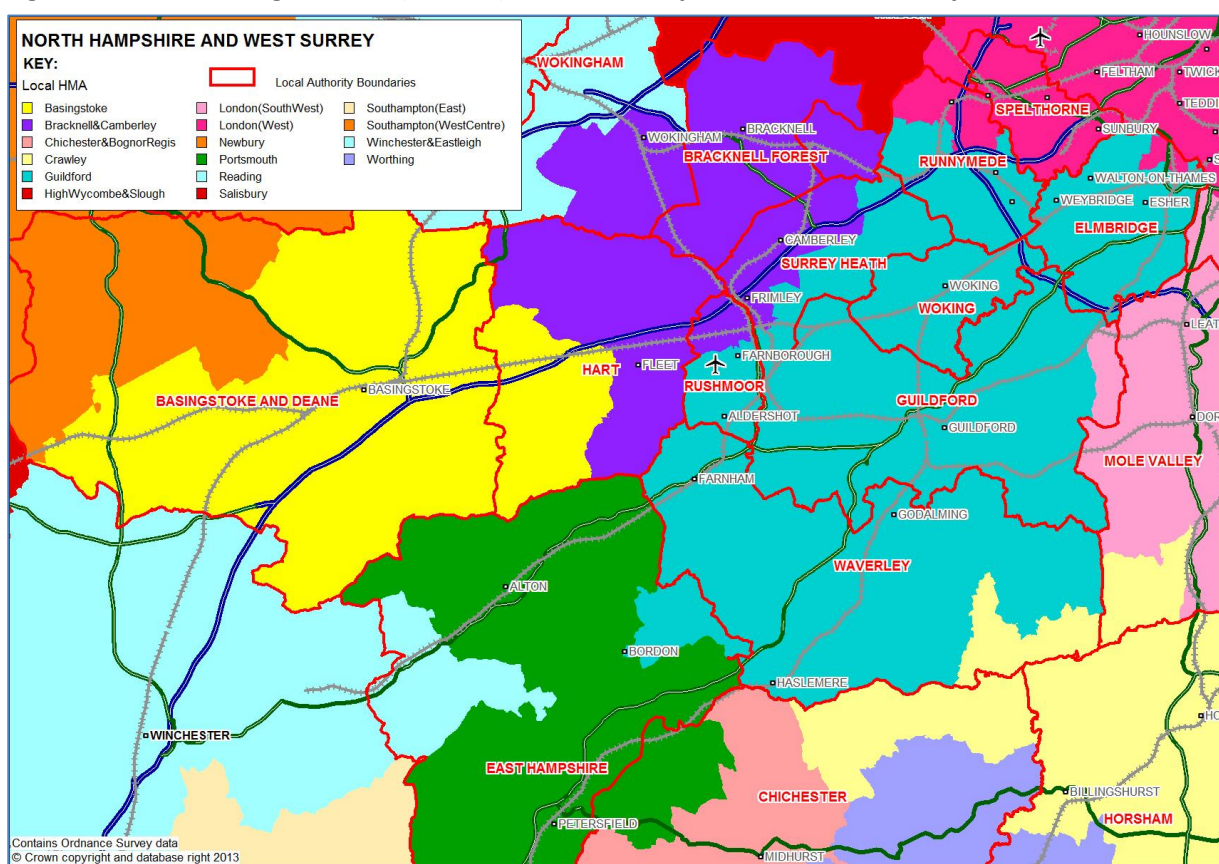 NORTH HAMPSHIRE AND WEST SURREY
KEY:
Local HMA
Local Authority Boundaries
Basingstoke
Bracknell&Camberley
Chichester&BognorRegis
Crawley
Guildford
HighWycombe&Slough
London(SouthWest)
London(West)
Newbury
Portsmouth
Reading
Salisbury
Southampton(East)
Southampton(WestCentre)
Winchester&Eastleigh
Worthing
HOUNSLOW
WOKINGHAM
FELTHAM
TWICK
TEDDI
SPELTHORNE
SUNBURY
BRACKNELL
WOKINGHAM
BRACKNELL FOREST
RUNNYMEDE
WALTON-ON-THAMES
WEYBRIDGE
ESHER
ELMBRIDGE
CAMBERLEY
SURREY HEATH
WOKING
FRIMLEY
WOKING
LEAT
FARNBOROUGH
HART
FLEET
RUSHMOOR
BASINGSTOKE
BASINGSTOKE AND DEANE
GUILDFORD
ALDERSHOT
GUILDFORD
DOR
MOLE VALLEY
FARNHAM
GODALMING
WAVERLEY
ALTON
BORDON
HASLEMERE
HO
WINCHESTER
EAST HAMPSHIRE
CHICHESTER
BILLINGSHURST
HORSHAM
PETERSFIELD
MIDHURST
Contains Ordnance Survey data
© Crown copyright and database right 2013